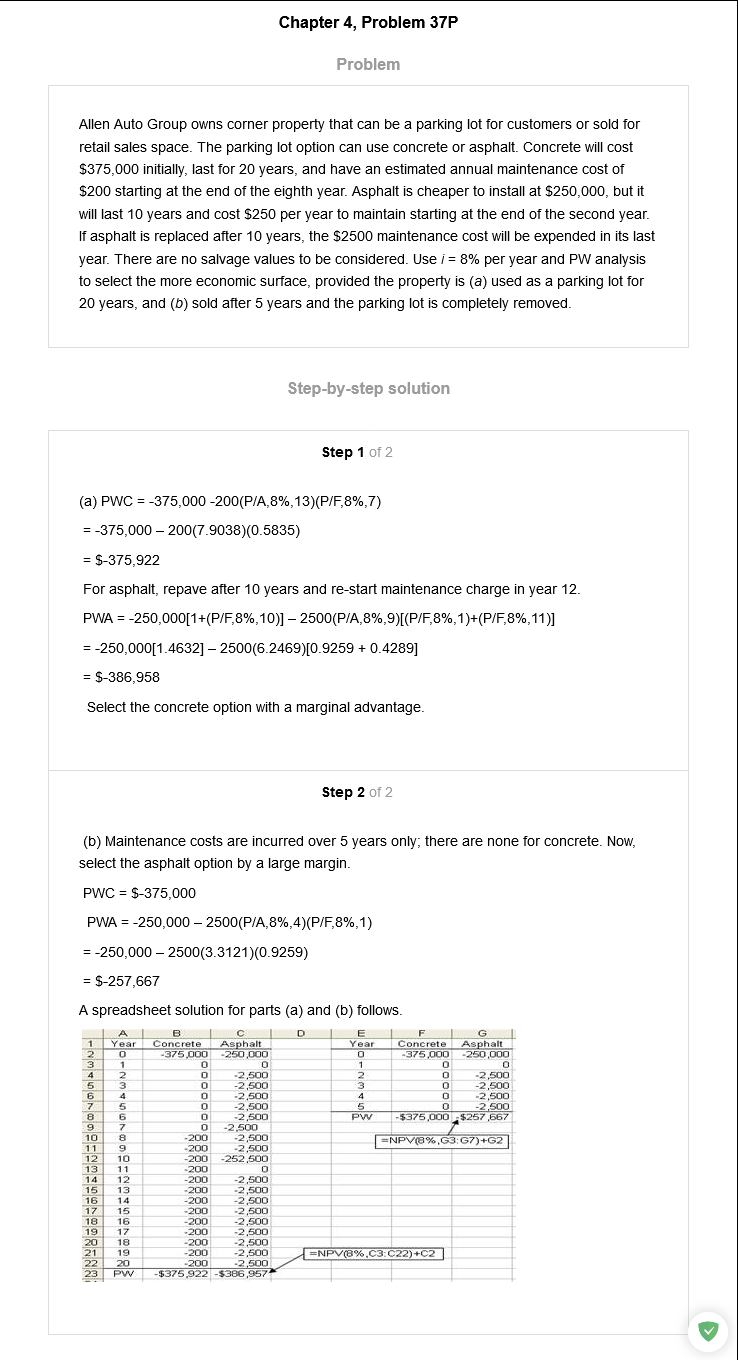 Chapter 4, Problem 37P
Problem
Allen Auto Group owns corner property that can be a parking lot for customers or sold for
retail sales space. The parking lot option can use concrete or asphalt. Concrete will cost
$375,000 initially, last for 20 years, and have an estimated annual maintenance cost of
$200 starting at the end of the eighth year. Asphalt is cheaper to install at $250,000, but it
will last 10 years and cost $250 per year to maintain starting at the end of the second year.
If asphalt is replaced after 10 years, the $2500 maintenance cost will be expended in its last
year. There are no salvage values to be considered. Use i = 8% per year and PW analysis
to select the more economic surface, provided the property is (a) used as a parking lot for
20 years, and (b) sold after 5 years and the parking lot is completely removed.
Step-by-step solution
Step 1 of 2
(a) PWC = -375,000 -200(P/A,8%,13)(P/F,8%,7)
= -375,000 – 200(7.9038)(0.5835)
= $-375,922
For asphalt, repave after 10 years and re-start maintenance charge in year 12.
PWA = -250,000[1+(P/F,8%,10)] – 2500(P/A,8%,9)[(P/F,8%,1)+(P/F,8%,11)]
= -250,000[1.4632] – 2500(6.2469)[0.9259 + 0.4289]
= $-386,958
Select the concrete option with a marginal advantage.
Step 2 of 2
(b) Maintenance costs are incurred over 5 years only; there are none for concrete. Now,
select the asphalt option by a large margin.
PWC = $-375,000
PWA = -250,000 – 2500(P/A,8%,4)(P/F,8%,1)
= -250,000 – 2500(3.3121)(0.9259)
= $-257,667
A spreadsheet solution for parts (a) and (b) follows.
A B C D E F G
1 Year Concrete Asphalt Year Concrete Asphalt
2 0 -375,000 -250,000 0 -375,000 -250,000
3 1 0 0 1 0 0
4 2 0 -2,500 2 0 -2,500
5 3 0 -2,500 3 0 -2,500
6 4 0 -2,500 4 0 -2,500
7 5 0 -2,500 5 0 -2,500
8 6 0 -2,500 PW -$375,000 -$257,667
9 7 0 -2,500
10 8 -200 -2,500 =NPV(8%,G3:G7)+G2
11 9 -200 -2,500
12 10 -200 -252,500
13 11 -200 0
14 12 -200 -2,500
15 13 -200 -2,500
16 14 -200 -2,500
17 15 -200 -2,500
18 16 -200 -2,500
19 17 -200 -2,500
20 18 -200 -2,500
21 19 -200 -2,500 =NPV(8%,C3:C22)+C2
22 20 -200 -2,500
23 PW -$375,922 -$386,957